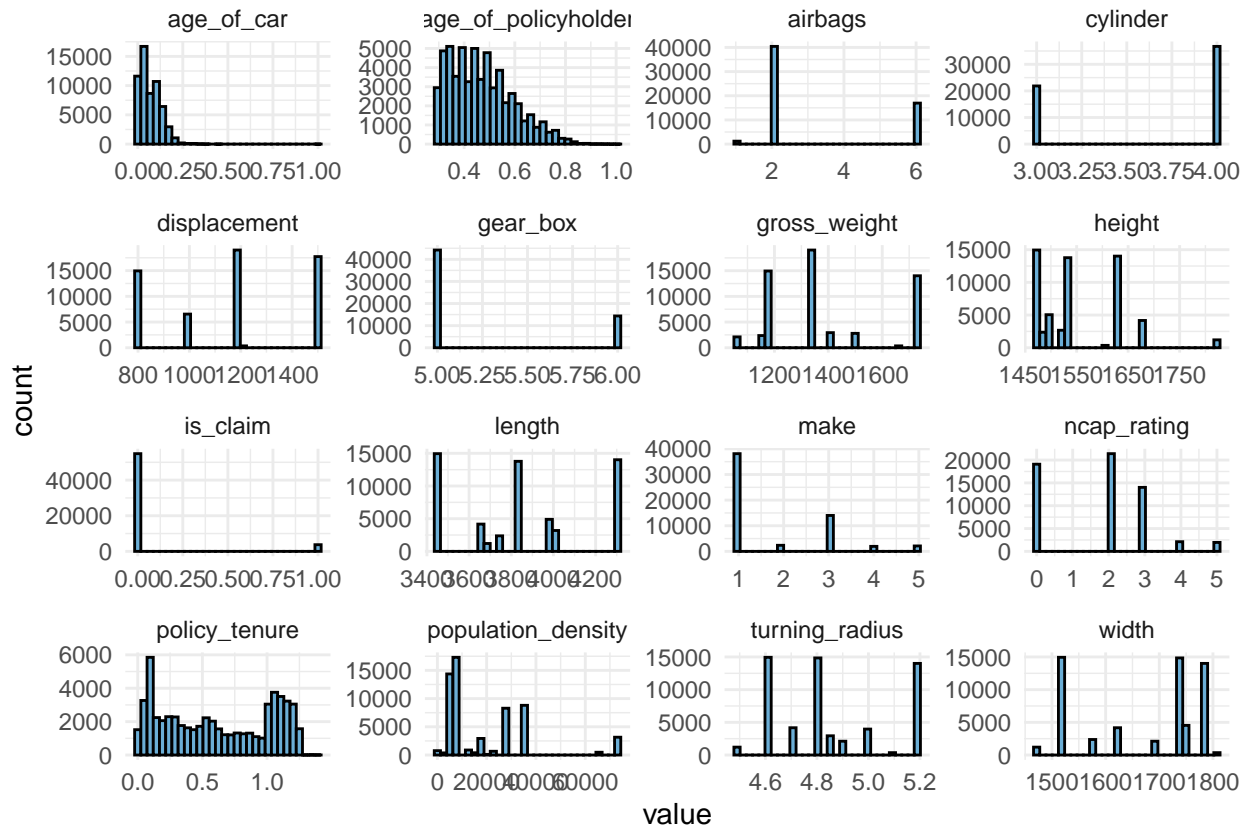 age_of_car
15000
10000
5000
0
0.00 0.25 0.50 0.75 1.00
age_of_policyholder
5000
4000
3000
2000
1000
0
0.4 0.6 0.8 1.0
airbags
40000
30000
20000
10000
0
2 4 6
cylinder
30000
20000
10000
0
3.00 3.25 3.50 3.75 4.00
displacement
15000
10000
5000
0
800 1000 1200 1400
gear_box
40000
30000
20000
10000
0
5.00 5.25 5.50 5.75 6.00
gross_weight
15000
10000
5000
0
1200 1400 1600
height
15000
10000
5000
0
1450 1550 1650 1750
count
is_claim
40000
20000
0
0.00 0.25 0.50 0.75 1.00
length
15000
10000
5000
0
3400 3600 3800 4000 4200
make
40000
30000
20000
10000
0
1 2 3 4 5
ncap_rating
20000
15000
10000
5000
0
0 1 2 3 4 5
policy_tenure
6000
4000
2000
0
0.0 0.5 1.0
population_density
15000
10000
5000
0
0 20000 40000 60000
turning_radius
15000
10000
5000
0
4.6 4.8 5.0 5.2
width
15000
10000
5000
0
1500 1600 1700 1800
value